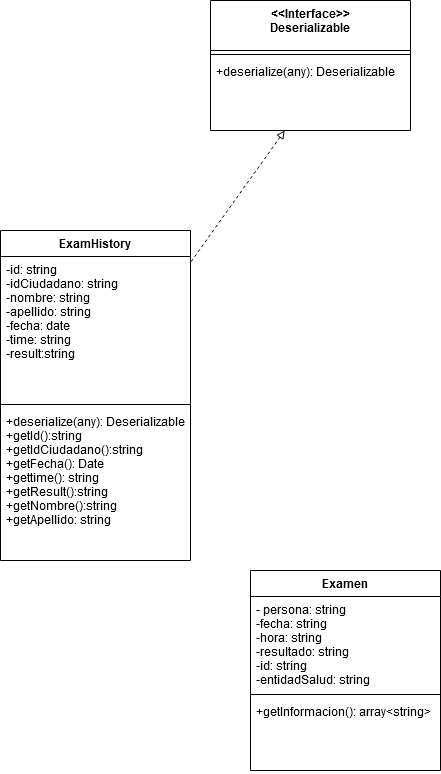 <<Interface>>
Deserializable
+deserialize(any): Deserializable
ExamHistory
-id: string
-idCiudadano: string
-nombre: string
-apellido: string
-fecha: date
-time: string
-result:string
+deserialize(any): Deserializable
+getId():string
+getIdCiudadano():string
+getFecha(): Date
+gettime(): string
+getResult():string
+getNombre():string
+getApellido: string
Examen
- persona: string
-fecha: string
-hora: string
-resultado: string
-id: string
-entidadSalud: string
+getInformacion(): array<string>